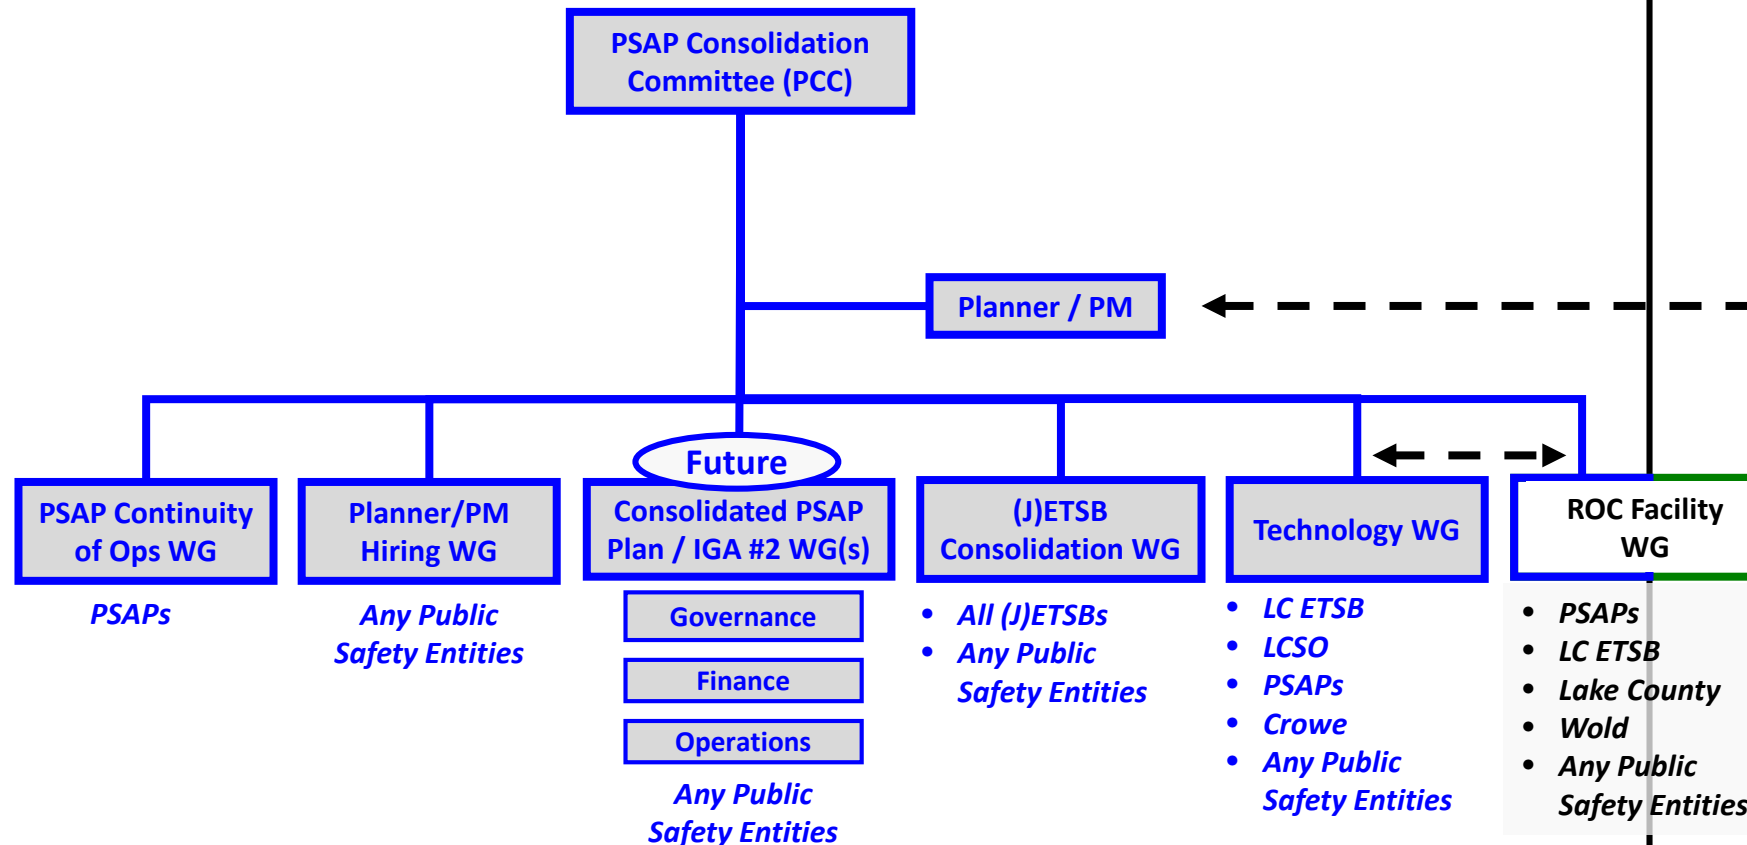 PSAP Consolidation
Committee (PCC)
Planner / PM
Future
PSAP Continuity
of Ops WG
PSAPs
Planner/PM
Hiring WG
Any Public
Safety Entities
Consolidated PSAP
Plan / IGA #2 WG(s)
Governance
Finance
Operations
Any Public
Safety Entities
(J)ETSB
Consolidation WG
• All (J)ETSBs
• Any Public
Safety Entities
Technology WG
• LC ETSB
• LCSO
• PSAPs
• Crowe
• Any Public
Safety Entities
ROC Facility
WG
• PSAPs
• LC ETSB
• Lake County
• Wold
• Any Public
Safety Entities